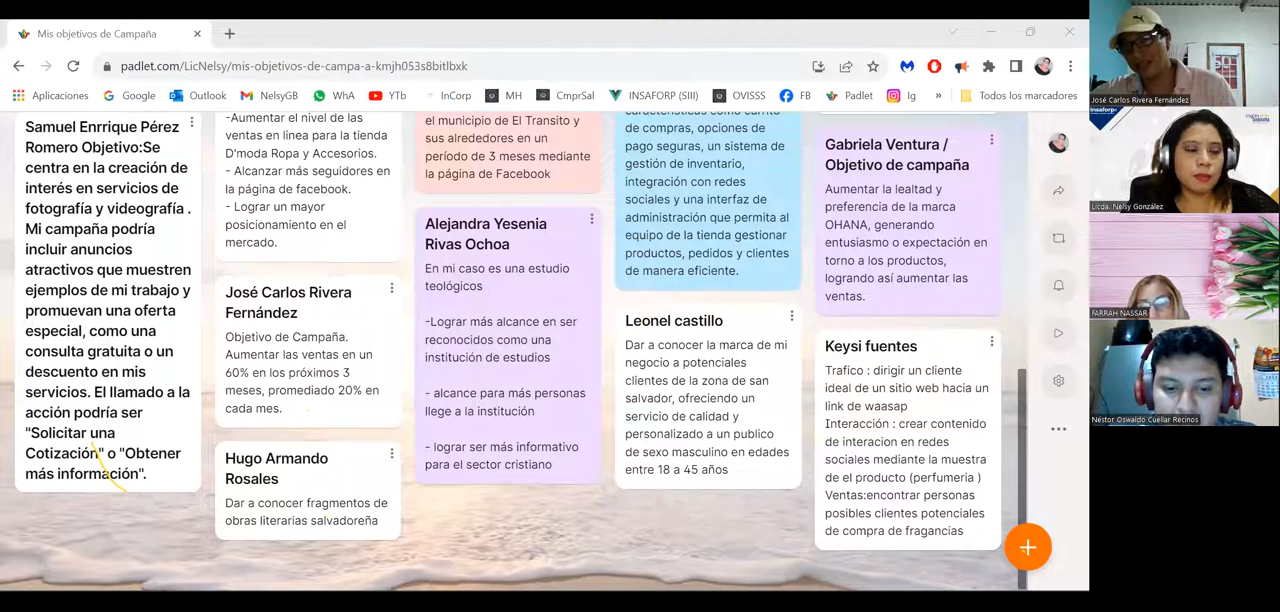 Mis objetivos de Campaña
padlet.com/LicNelsy/mis-objetivos-de-campa-a-kmjh053s8bitlbxk
Aplicaciones
Google
Outlook
NelsyGB
WhA
YTb
InCorp
MH
CmprSal
INSAFORP (SIII)
OVISSS
FB
Padlet
Ig
»
Todos los marcadores
Samuel Enrrique Pérez
Romero Objetivo:Se
centra en la creación de
interés en servicios de
fotografía y videografía .
Mi campaña podría
incluir anuncios
atractivos que muestren
ejemplos de mi trabajo y
promuevan una oferta
especial, como una
consulta gratuita o un
descuento en mis
servicios. El llamado a la
acción podría ser
"Solicitar una
Cotización" o "Obtener
más información".
-Aumentar el nivel de las
ventas en linea para la tienda
D'moda Ropa y Accesorios.
- Alcanzar más seguidores en
la página de facebook.
- Lograr un mayor
posicionamiento en el
mercado.
José Carlos Rivera
Fernández
Objetivo de Campaña.
Aumentar las ventas en un
60% en los próximos 3
meses, promediado 20% en
cada mes.
Hugo Armando
Rosales
Dar a conocer fragmentos de
obras literarias salvadoreña
el municipio de El Transito y
sus alrededores en un
período de 3 meses mediante
la página de Facebook
Alejandra Yesenia
Rivas Ochoa
En mi caso es una estudio
teológicos
-Lograr más alcance en ser
reconocidos como una
institución de estudios
- alcance para más personas
llege a la institución
- lograr ser más informativo
para el sector cristiano
de compras, opciones de
pago seguras, un sistema de
gestión de inventario,
integración con redes
sociales y una interfaz de
administración que permita al
equipo de la tienda gestionar
productos, pedidos y clientes
de manera eficiente.
Leonel castillo
Dar a conocer la marca de mi
negocio a potenciales
clientes de la zona de san
salvador, ofreciendo un
servicio de calidad y
personalizado a un publico
de sexo masculino en edades
entre 18 a 45 años
Gabriela Ventura /
Objetivo de campaña
Aumentar la lealtad y
preferencia de la marca
OHANA, generando
entusiasmo o expectación en
torno a los productos,
logrando así aumentar las
ventas.
Keysi fuentes
Trafico : dirigir un cliente
ideal de un sitio web hacia un
link de waasap
Interacción : crear contenido
de interacion en redes
sociales mediante la muestra
de el producto (perfumeria )
Ventas:encontrar personas
posibles clientes potenciales
de compra de fragancias
José Carlos Rivera Fernández
Insaforp
Licda. Nelsy González
FARRAH NASSAR
Néstor Oswaldo Cuéllar Recinos